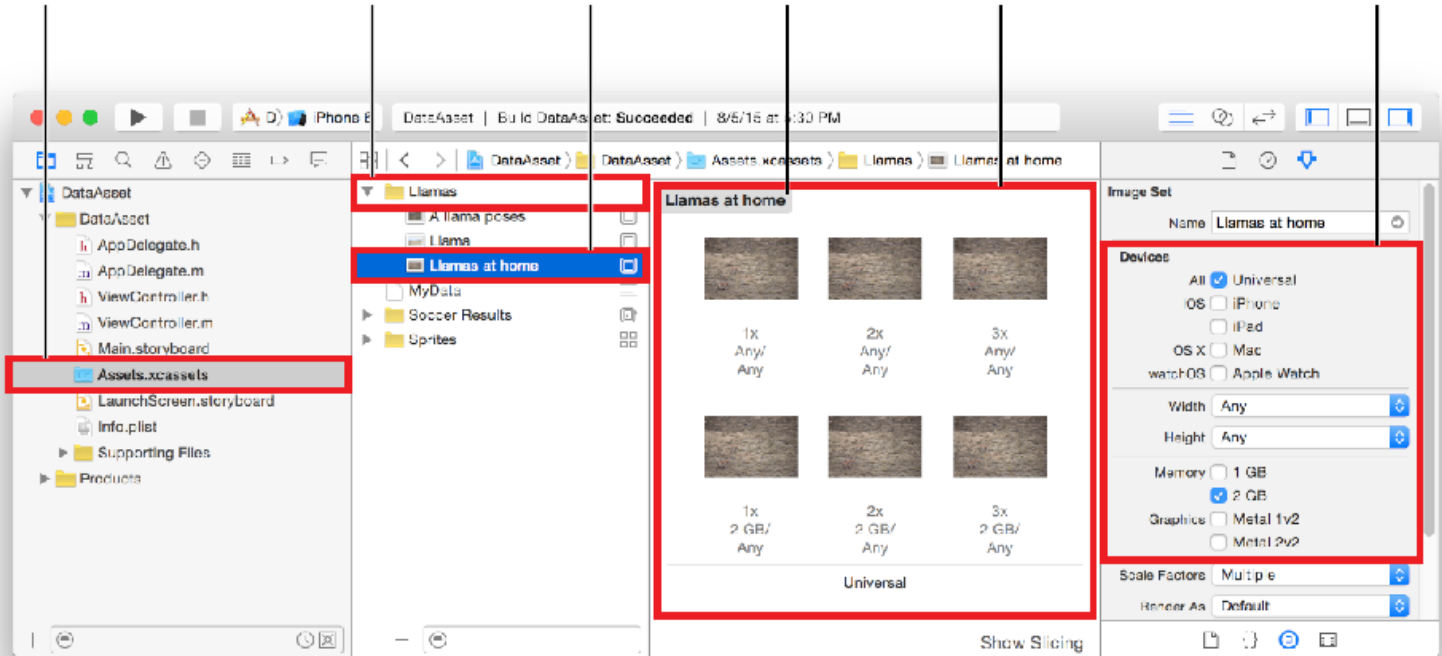 D⟩ iPhone 6
DataAsset | Build DataAsset: Succeeded | 8/5/15 at 5:30 PM
DataAsset
DataAsset
AppDelegate.h
AppDelegate.m
ViewController.h
ViewController.m
Main.storyboard
Assets.xcassets
LaunchScreen.storyboard
Info.plist
Supporting Files
Products
DataAsset ⟩ DataAsset ⟩ Assets.xcassets ⟩ Llamas ⟩ Llamas at home
Llamas
A llama poses
Llama
Llamas at home
MyData
Soccer Results
Sprites
Llamas at home
1x 2x 3x
Any/ Any/ Any/
Any Any Any
1x 2x 3x
2 GB/ 2 GB/ 2 GB/
Any Any Any
Universal
Show Slicing
Image Set
Name Llamas at home
Devices
All Universal
iOS iPhone
iPad
OS X Mac
watchOS Apple Watch
Width Any
Height Any
Memory 1 GB
2 GB
Graphics Metal 1v2
Metal 2v2
Scale Factors Multiple
Render As Default